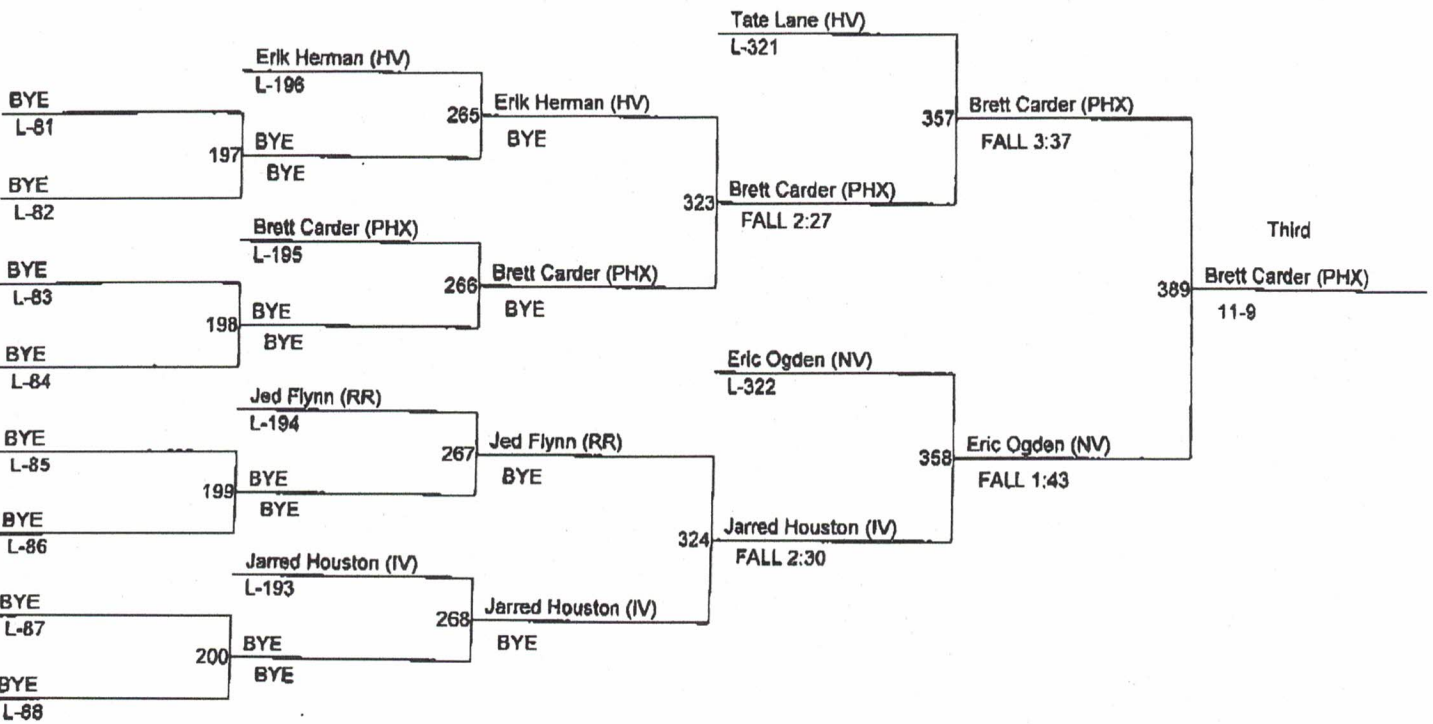 BYE
L-81
BYE
L-82
BYE
L-83
BYE
L-84
BYE
L-85
BYE
L-86
BYE
L-87
BYE
L-88
197
198
199
200
Erik Herman (HV)
L-196
BYE
BYE
Brett Carder (PHX)
L-195
BYE
BYE
Jed Flynn (RR)
L-194
BYE
BYE
Jarred Houston (IV)
L-193
BYE
BYE
265
266
267
268
Erik Herman (HV)
BYE
Brett Carder (PHX)
BYE
Jed Flynn (RR)
BYE
Jarred Houston (IV)
BYE
323
324
Tate Lane (HV)
L-321
Brett Carder (PHX)
FALL 2:27
Eric Ogden (NV)
L-322
Jarred Houston (IV)
FALL 2:30
357
358
Brett Carder (PHX)
FALL 3:37
Eric Ogden (NV)
FALL 1:43
389
Third
Brett Carder (PHX)
11-9